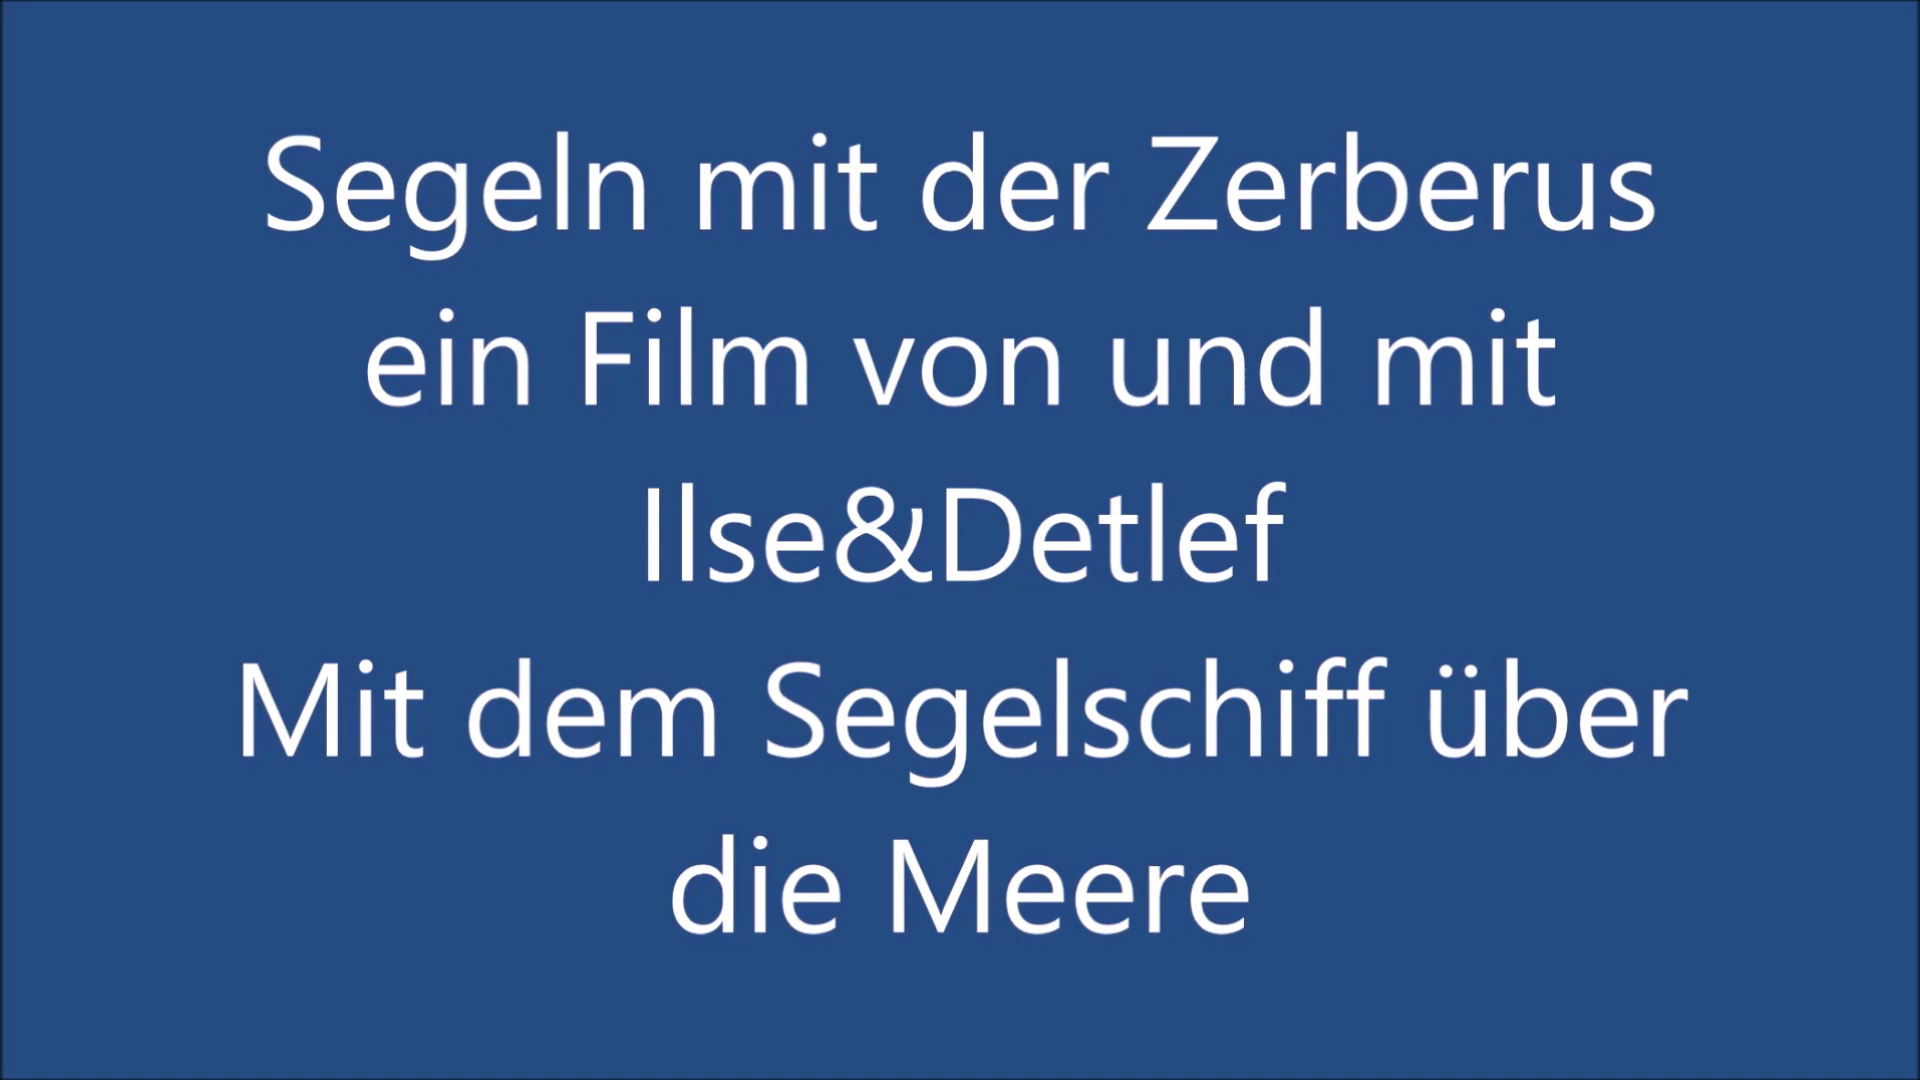 Segeln mit der Zerberus
ein Film von und mit
Ilse&Detlef
Mit dem Segelschiff über
die Meere